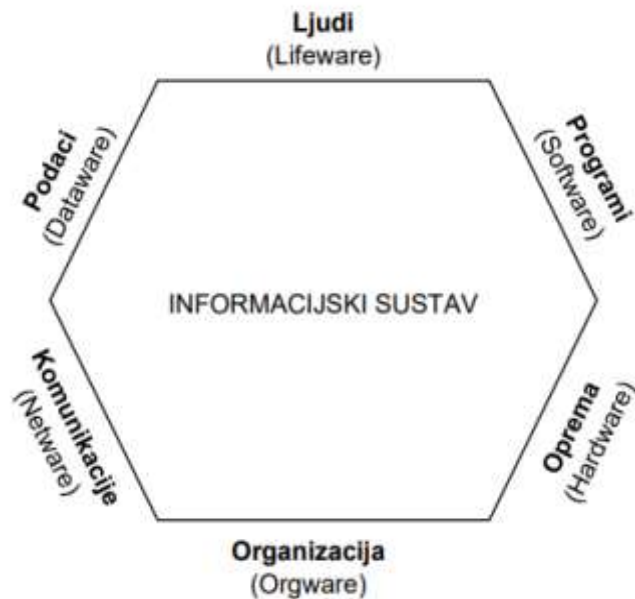 Ljudi
(Lifeware)
Podaci
(Dataware)
Programi
(Software)
INFORMACIJSKI SUSTAV
Komunikacije
(Netware)
Oprema
(Hardware)
Organizacija
(Orgware)